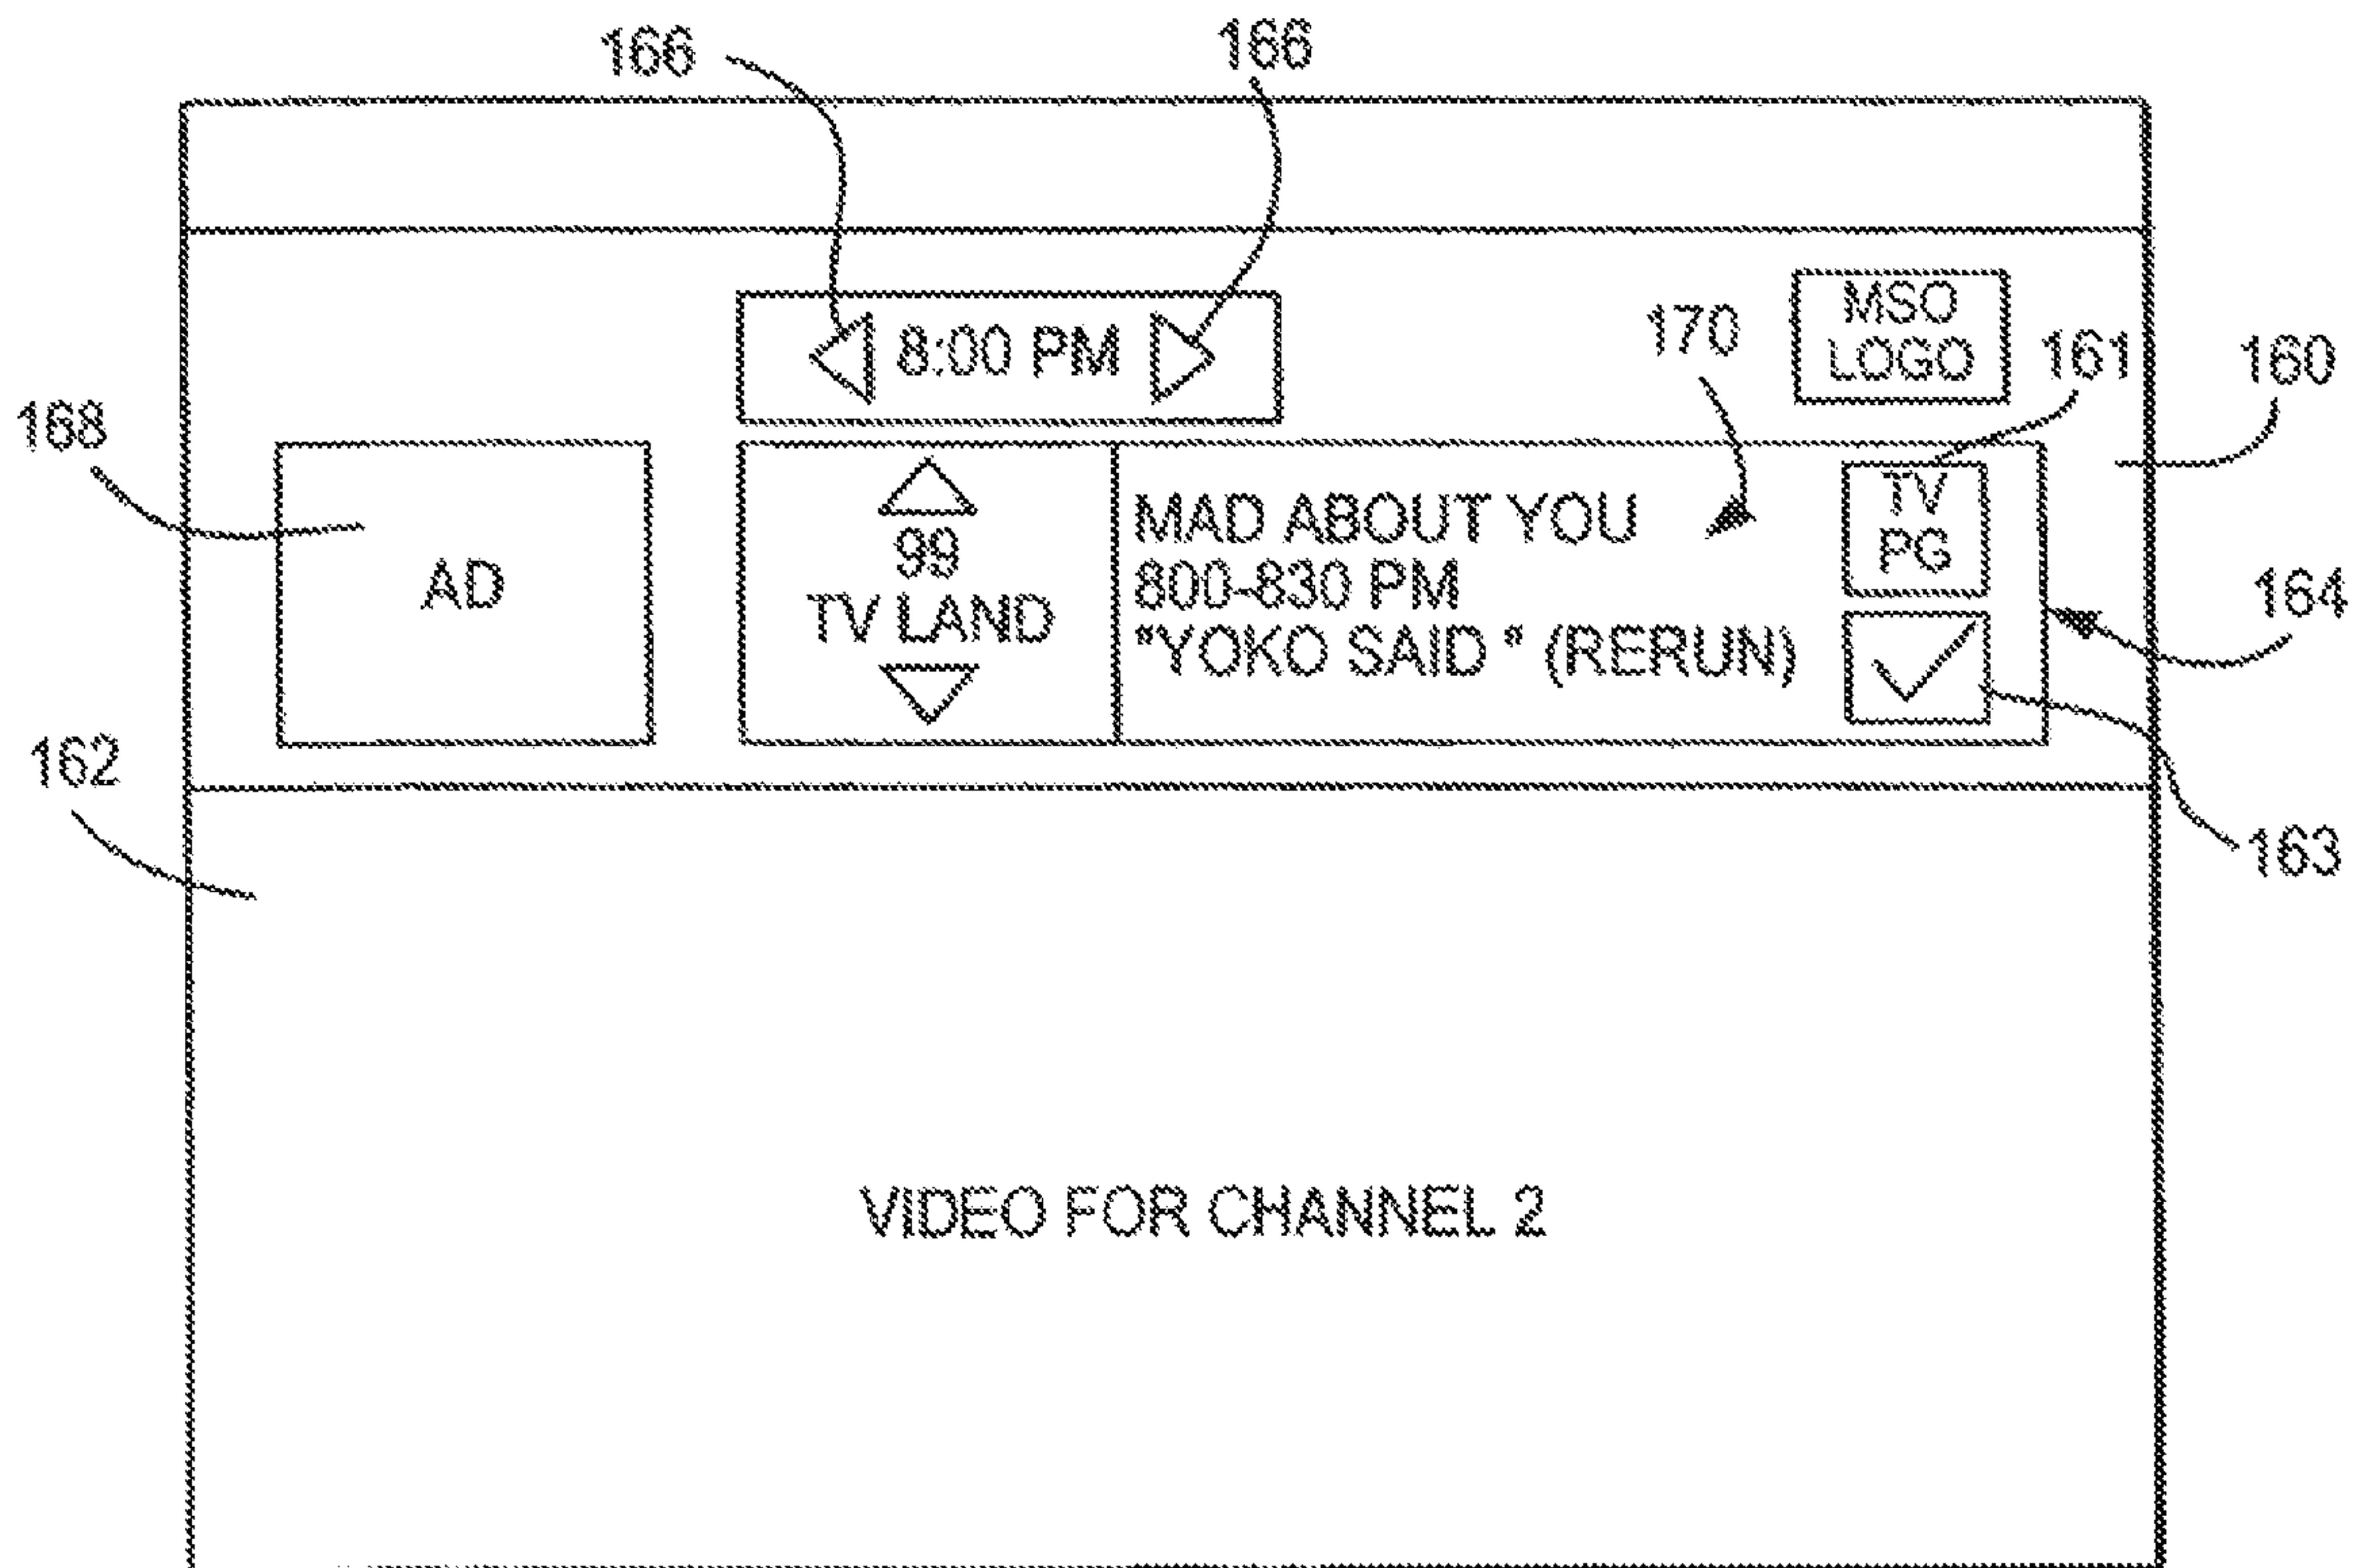 166
166
8:00 PM
MSO
LOGO
170
161
160
168
AD
99
TV LAND
MAD ABOUT YOU
800-830 PM
"YOKO SAID " (RERUN)
TV
PG
164
162
163
VIDEO FOR CHANNEL 2